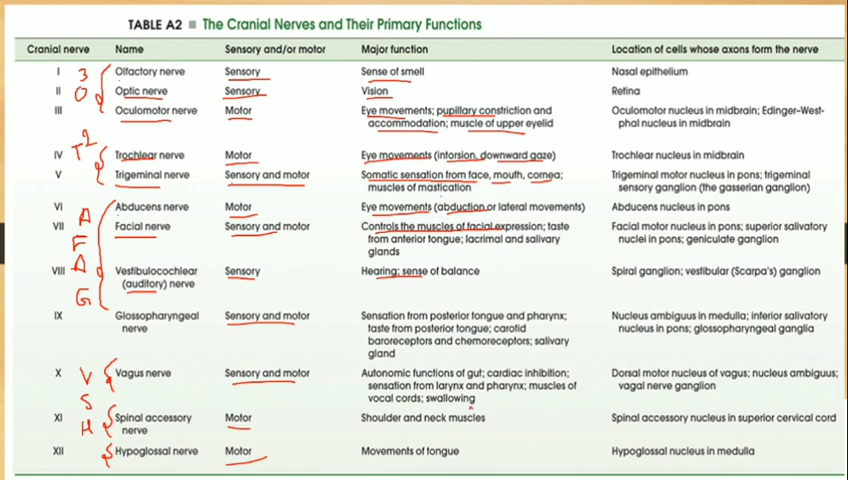 TABLE A2 ■ The Cranial Nerves and Their Primary Functions
Cranial nerve Name Sensory and/or motor Major function Location of cells whose axons form the nerve
I Olfactory nerve Sensory Sense of smell Nasal epithelium
II Optic nerve Sensory Vision Retina
III Oculomotor nerve Motor Eye movements; pupillary constriction and Oculomotor nucleus in midbrain; Edinger-West-
accommodation; muscle of upper eyelid phal nucleus in midbrain
IV Trochlear nerve Motor Eye movements (intorsion, downward gaze) Trochlear nucleus in midbrain
V Trigeminal nerve Sensory and motor Somatic sensation from face, mouth, cornea; Trigeminal motor nucleus in pons; trigeminal
muscles of mastication sensory ganglion (the gasserian ganglion)
VI Abducens nerve Motor Eye movements (abduction or lateral movements) Abducens nucleus in pons
VII Facial nerve Sensory and motor Controls the muscles of facial expression; taste Facial motor nucleus in pons; superior salivatory
from anterior tongue; lacrimal and salivary nuclei in pons; geniculate ganglion
glands
VIII Vestibulocochlear Sensory Hearing; sense of balance Spiral ganglion; vestibular (Scarpa's) ganglion
(auditory) nerve
IX Glossopharyngeal Sensory and motor Sensation from posterior tongue and pharynx; Nucleus ambiguus in medulla; inferior salivatory
nerve taste from posterior tongue; carotid nucleus in pons; glossopharyngeal ganglia
baroreceptors and chemoreceptors; salivary
gland
X Vagus nerve Sensory and motor Autonomic functions of gut; cardiac inhibition; Dorsal motor nucleus of vagus; nucleus ambiguus;
sensation from larynx and pharynx; muscles of vagal nerve ganglion
vocal cords; swallowing
XI Spinal accessory Motor Shoulder and neck muscles Spinal accessory nucleus in superior cervical cord
nerve
XII Hypoglossal nerve Motor Movements of tongue Hypoglossal nucleus in medulla
3
O
T 2
A
F
A
G
V
S
H